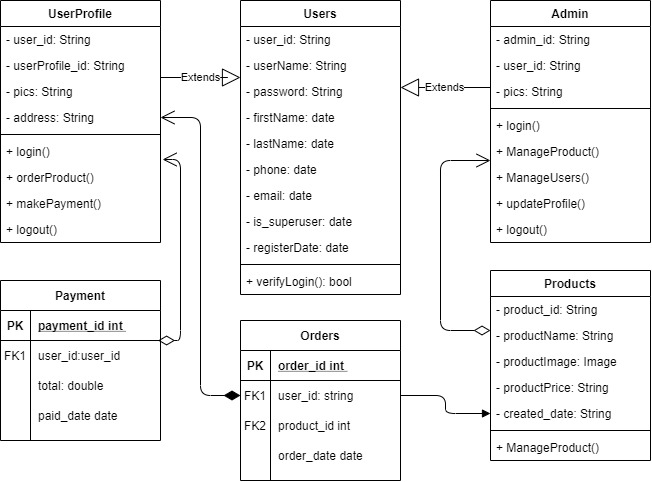 UserProfile
- user_id: String
- userProfile_id: String
- pics: String
- address: String
+ login()
+ orderProduct()
+ makePayment()
+ logout()
Extends
Users
- user_id: String
- userName: String
- password: String
- firstName: date
- lastName: date
- phone: date
- email: date
- is_superuser: date
- registerDate: date
+ verifyLogin(): bool
Extends
Admin
- admin_id: String
- user_id: String
- pics: String
+ login()
+ ManageProduct()
+ ManageUsers()
+ updateProfile()
+ logout()
Payment
PK payment_id int
FK1 user_id:user_id
total: double
paid_date date
Orders
PK order_id int
FK1 user_id: string
FK2 product_id int
order_date date
Products
- product_id: String
- productName: String
- productImage: Image
- productPrice: String
- created_date: String
+ ManageProduct()